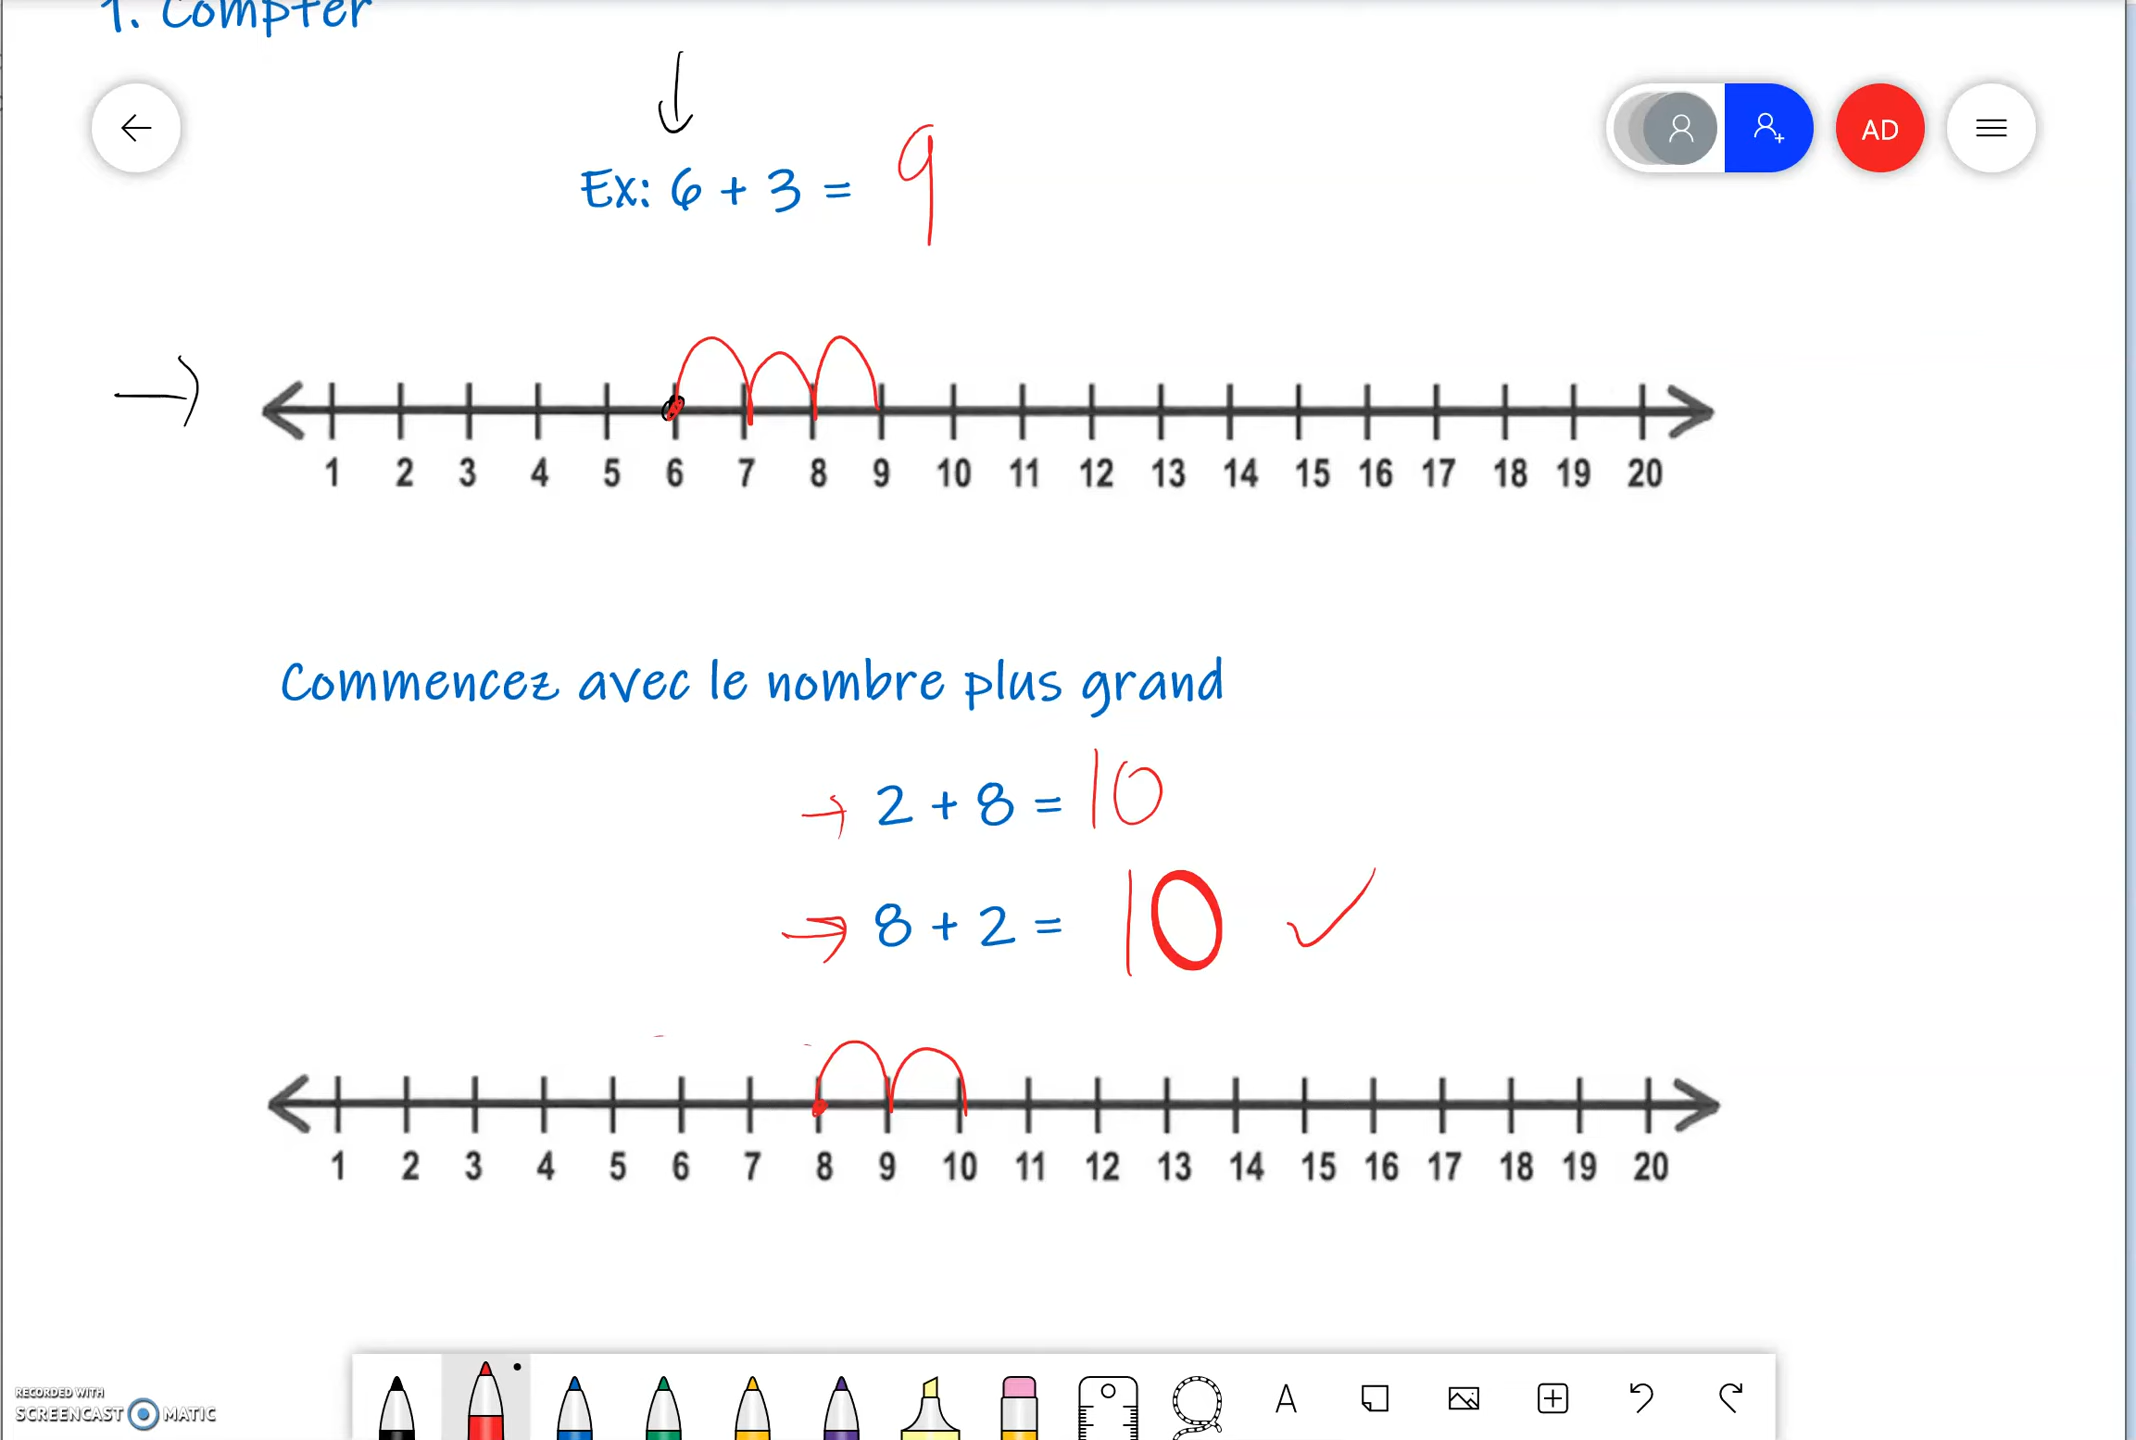 1. Compter
AD
Ex: 6 + 3 = 9
1 2 3 4 5 6 7 8 9 10 11 12 13 14 15 16 17 18 19 20
Commencez avec le nombre plus grand
→ 2 + 8 = 10
→ 8 + 2 = 10 ✓
1 2 3 4 5 6 7 8 9 10 11 12 13 14 15 16 17 18 19 20
A
RECORDED WITH
SCREENCAST MATIC